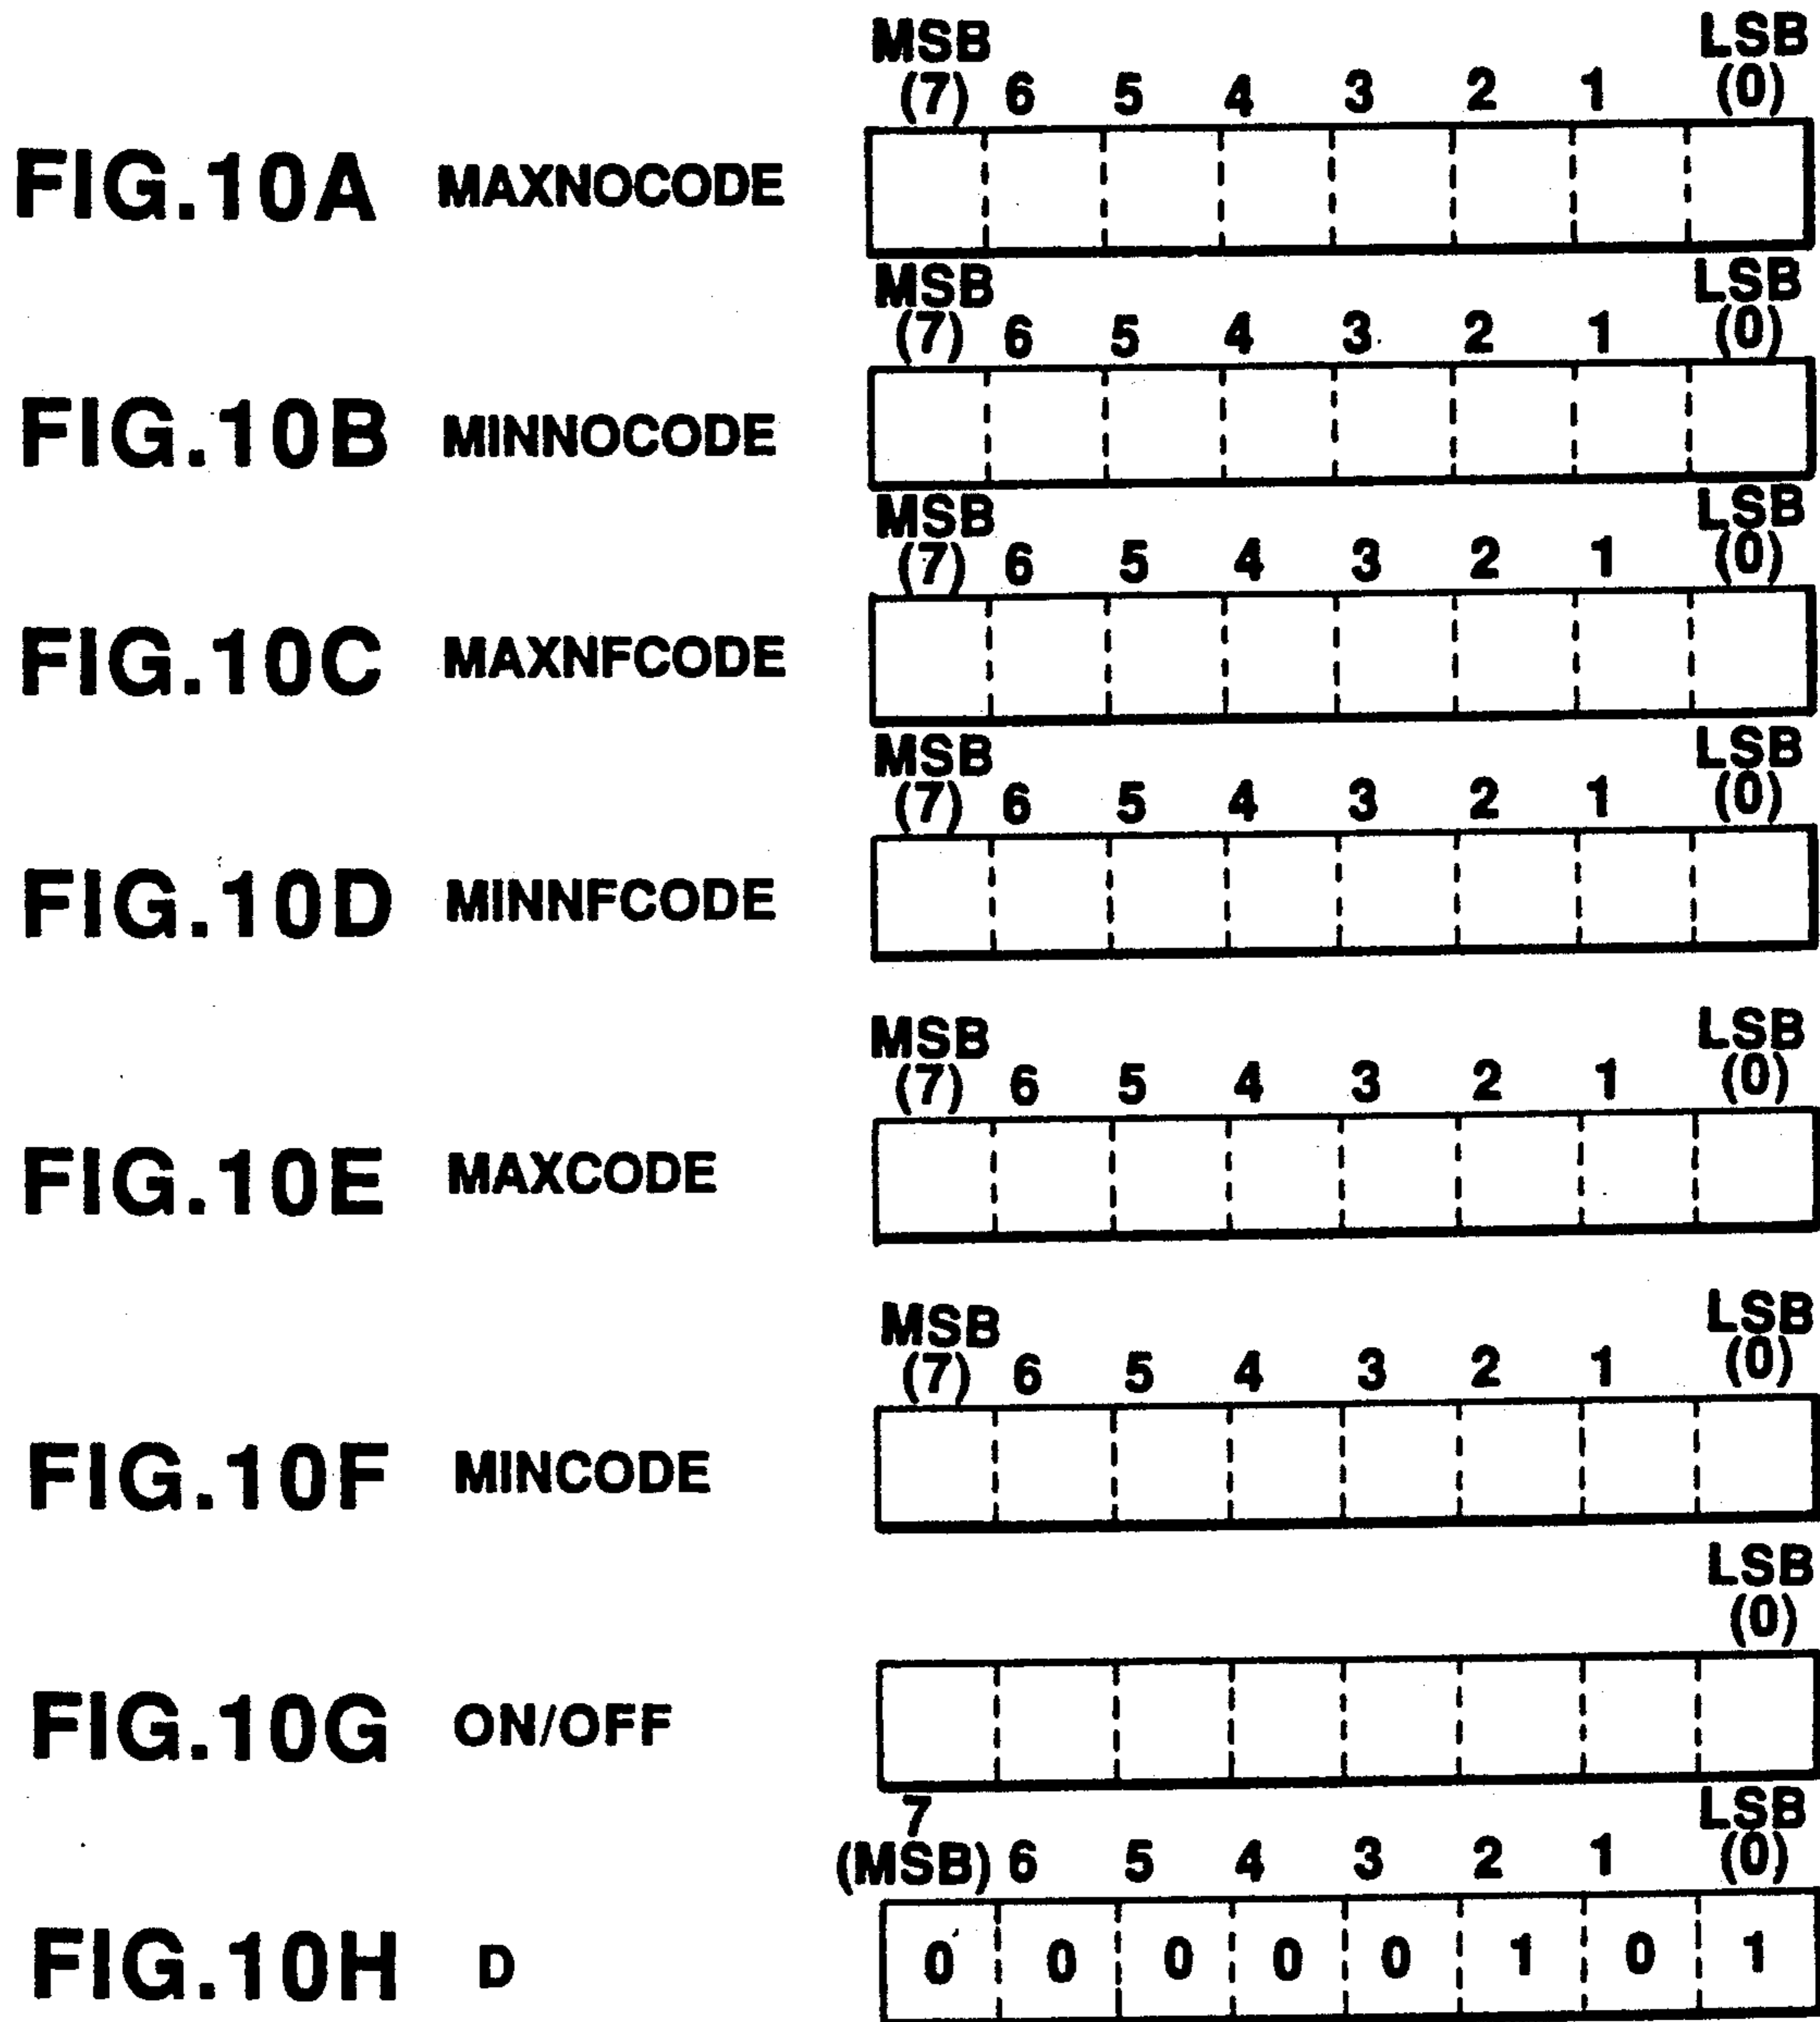 MSB LSB
(7) 6 5 4 3 2 1 (0)
FIG.10A MAXNOCODE
MSB LSB
(7) 6 5 4 3 2 1 (0)
FIG.10B MINNOCODE
MSB LSB
(7) 6 5 4 3 2 1 (0)
FIG.10C MAXNFCODE
MSB LSB
(7) 6 5 4 3 2 1 (0)
FIG.10D MINNFCODE
MSB LSB
(7) 6 5 4 3 2 1 (0)
FIG.10E MAXCODE
MSB LSB
(7) 6 5 4 3 2 1 (0)
FIG.10F MINCODE
LSB
(0)
FIG.10G ON/OFF
7 LSB
(MSB) 6 5 4 3 2 1 (0)
FIG.10H D 0 0 0 0 0 1 0 1